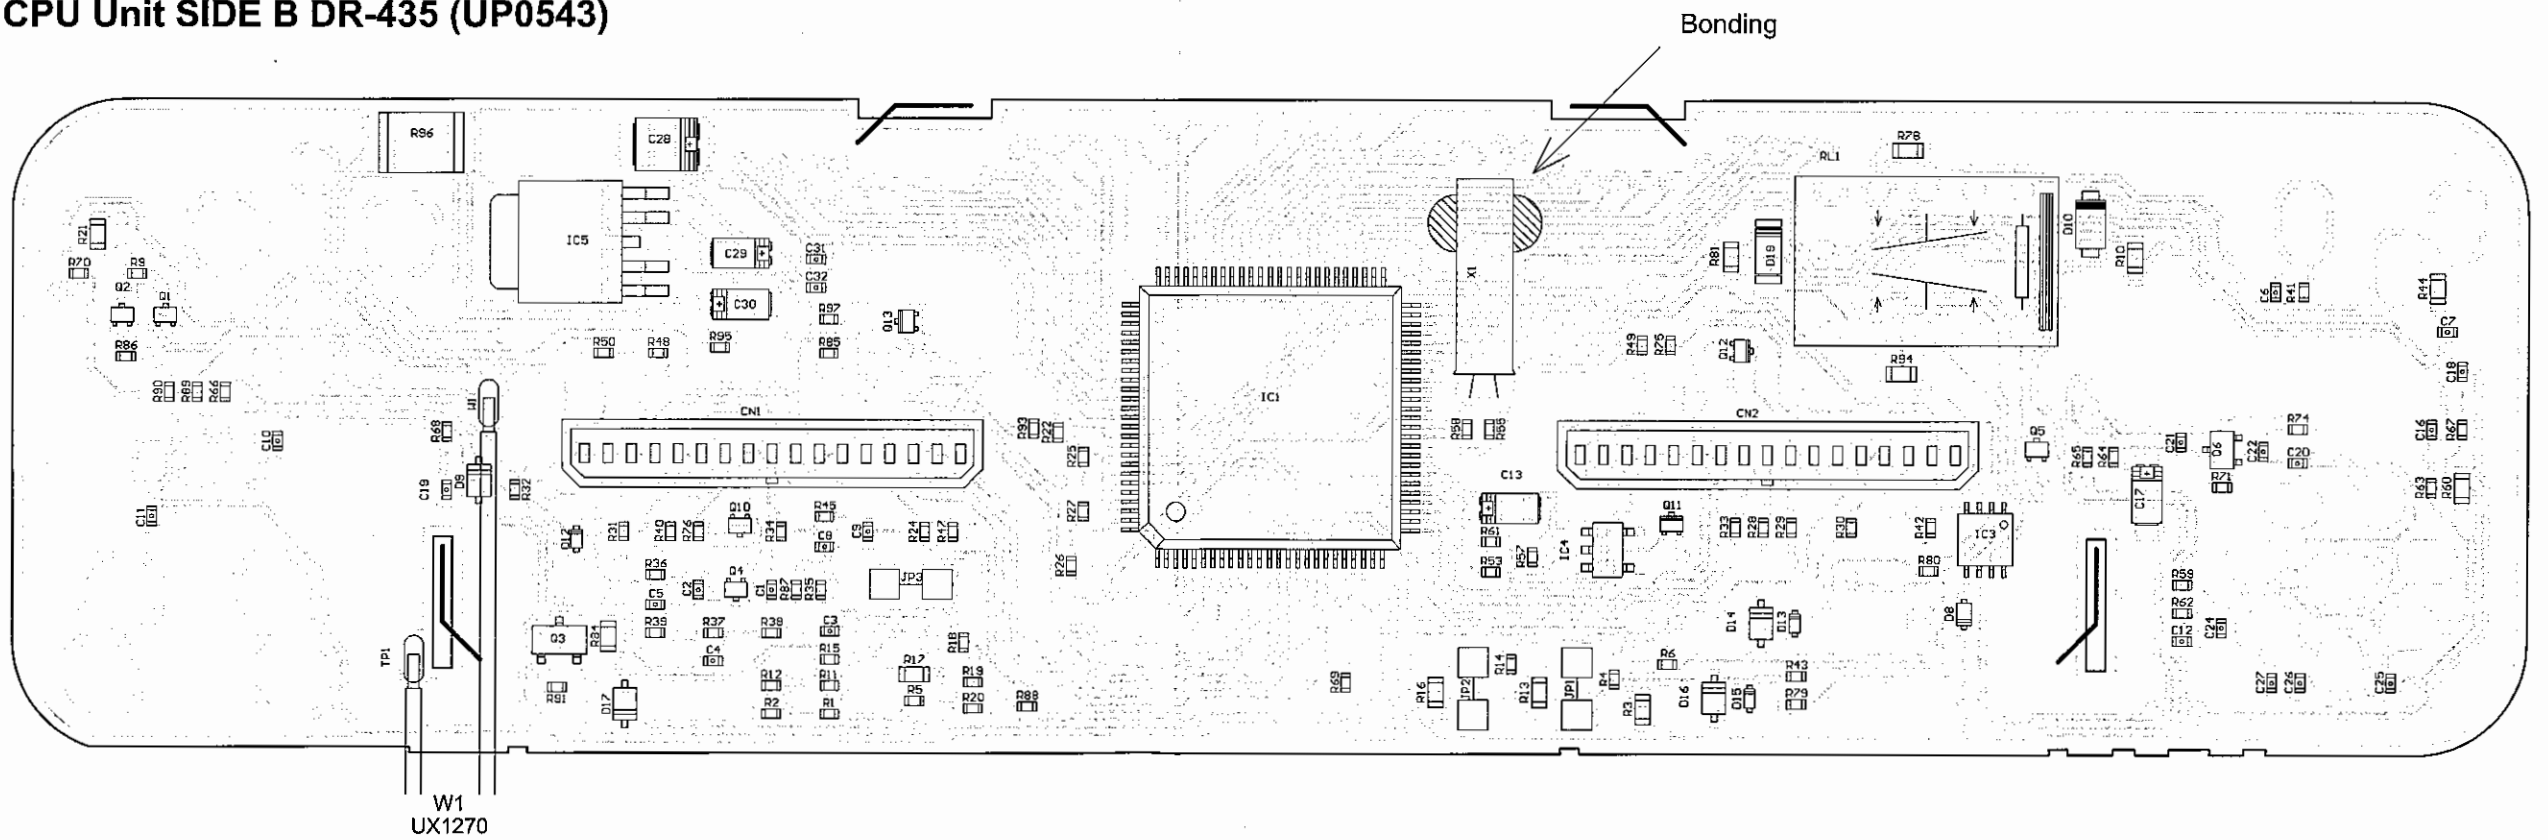 CPU Unit SIDE B DR-435 (UP0543)
Bonding
R96
C28
R78
RL1
R21
IC5
D10
C29
C31
R81
D19
R10
R70
R9
C32
X1
Q2
Q1
C30
R97
Q13
C6
R41
R44
C7
R86
R50
R48
R95
R85
R49
R75
Q12
R94
C18
R90
R89
R66
IC1
W1
CN1
CN2
R68
R93
R22
R58
R55
Q5
R74
C16
R67
C10
R25
R65
R64
C21
Q6
C22
C20
C19
D9
R32
C13
C17
R71
R63
R60
C11
R27
Q10
R45
Q11
D12
R31
R40
R76
R34
C8
C9
R24
R47
R61
R33
R28
R29
R30
R42
IC3
R26
R53
R57
IC4
R80
R36
C2
Q4
C1
R87
R35
JP3
R59
C5
R62
R39
R37
R38
C3
D14
D13
D8
C24
C12
Q3
R84
R18
TP1
C4
R15
R17
R14
R6
R12
R11
R19
R69
R16
JP2
R13
JP1
R4
R43
C27
C26
C25
R91
D17
R5
R2
R1
R20
R88
R3
D16
D15
R79
W1
UX1270